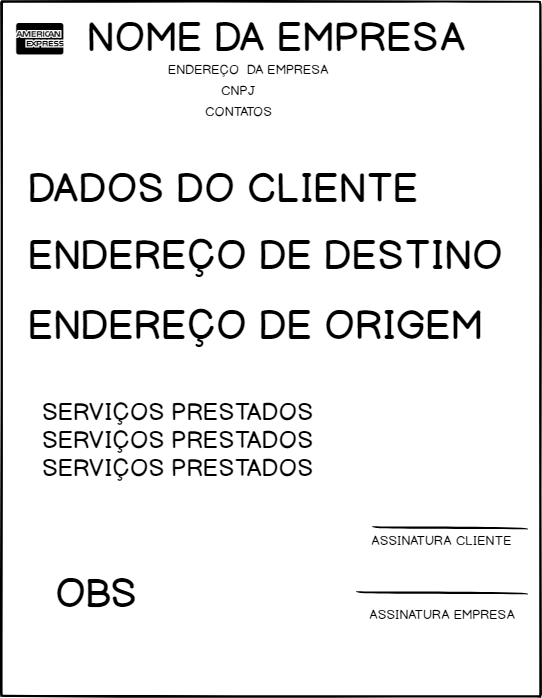 AMERICAN
EXPRESS
NOME DA EMPRESA
ENDEREÇO DA EMPRESA
CNPJ
CONTATOS
DADOS DO CLIENTE
ENDEREÇO DE DESTINO
ENDEREÇO DE ORIGEM
SERVIÇOS PRESTADOS
SERVIÇOS PRESTADOS
SERVIÇOS PRESTADOS
ASSINATURA CLIENTE
OBS
ASSINATURA EMPRESA